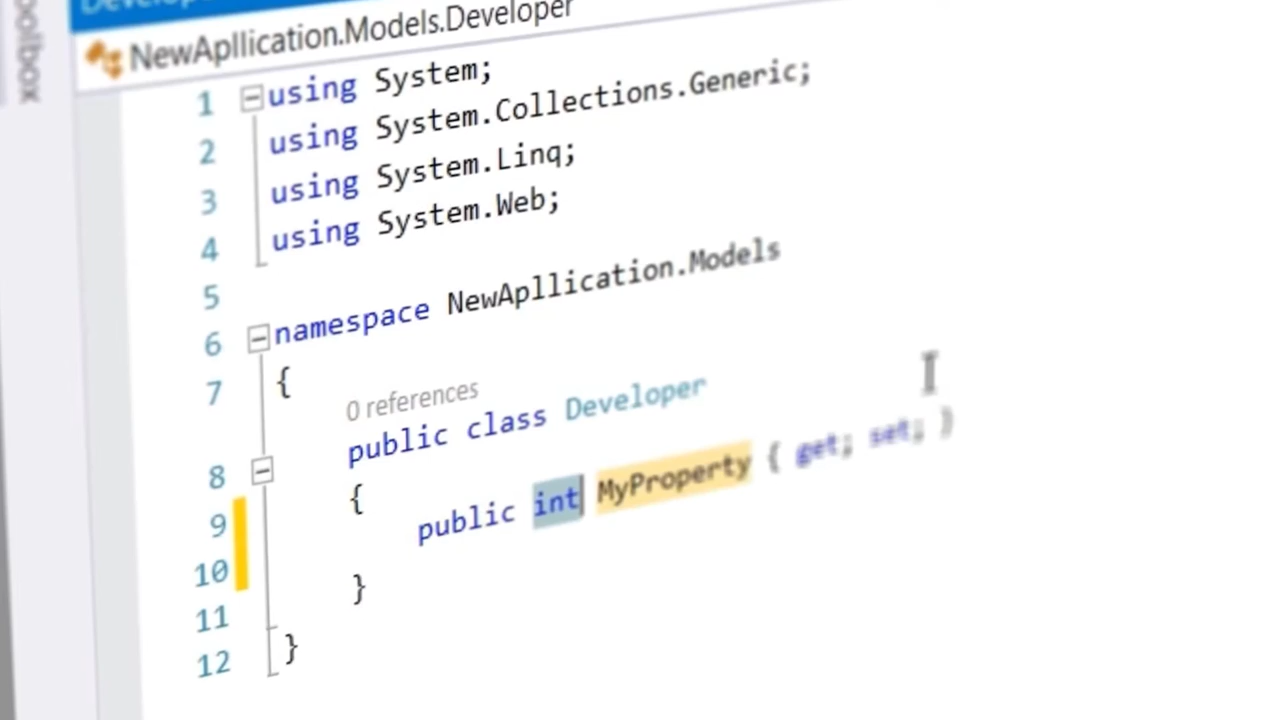 NewApllication.Models.Developer
1 using System;
2 using System.Collections.Generic;
3 using System.Linq;
4 using System.Web;
5
6 namespace NewApllication.Models
7 {
0 references
8 public class Developer
9 {
10 public int MyProperty { get; set; }
11 }
12 }